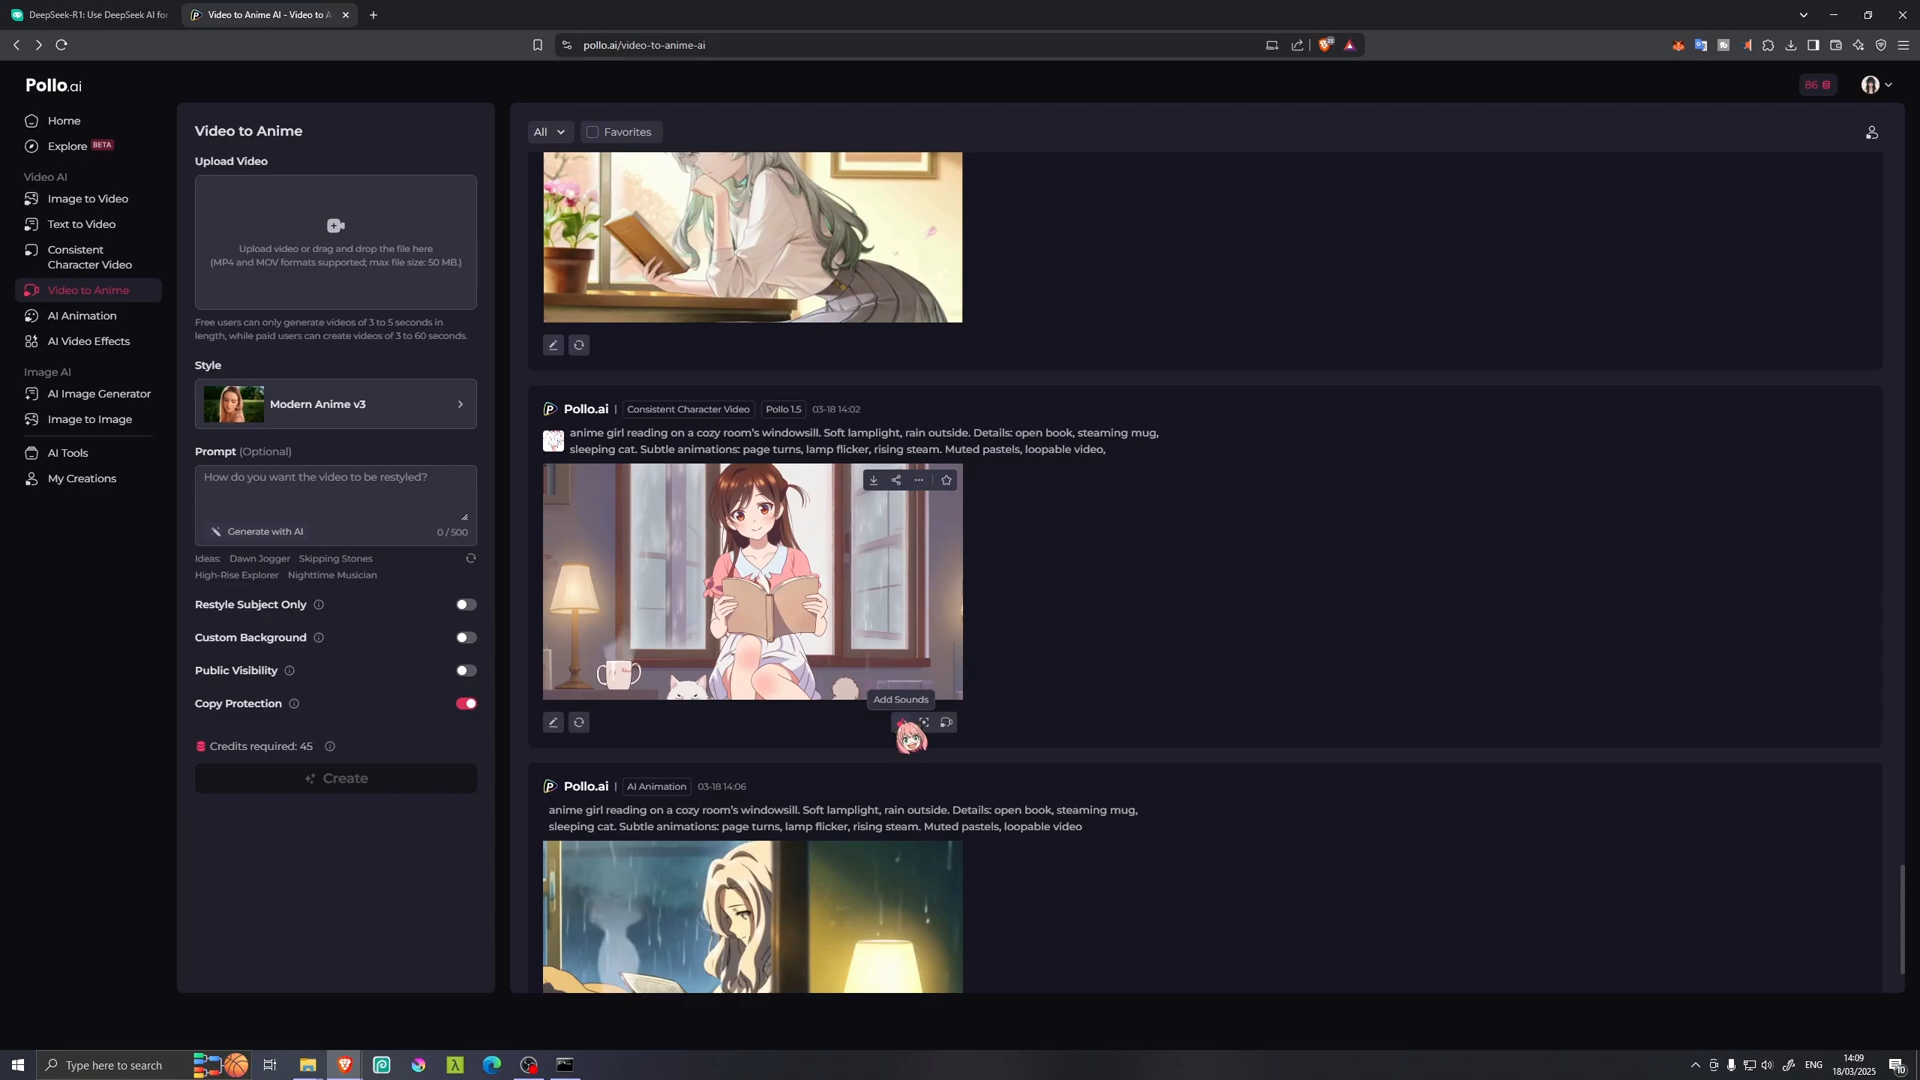 DeepSeek-R1: Use DeepSeek AI for
Video to Anime AI - Video to A
pollo.ai/video-to-anime-ai
Pollo.ai
86
Home
Explore BETA
Video AI
Image to Video
Text to Video
Consistent
Character Video
Video to Anime
AI Animation
AI Video Effects
Image AI
AI Image Generator
Image to Image
AI Tools
My Creations
Video to Anime
Upload Video
Upload video or drag and drop the file here
(MP4 and MOV formats supported; max file size: 50 MB.)
Free users can only generate videos of 3 to 5 seconds in
length, while paid users can create videos of 3 to 60 seconds.
Style
Modern Anime v3
Prompt (Optional)
How do you want the video to be restyled?
Generate with AI
0 / 500
Ideas: Dawn Jogger Skipping Stones
High-Rise Explorer Nighttime Musician
Restyle Subject Only
Custom Background
Public Visibility
Copy Protection
Credits required: 45
Create
All
Favorites
Pollo.ai | Consistent Character Video Pollo 1.5 03-18 14:02
anime girl reading on a cozy room's windowsill. Soft lamplight, rain outside. Details: open book, steaming mug,
sleeping cat. Subtle animations: page turns, lamp flicker, rising steam. Muted pastels, loopable video,
Add Sounds
Pollo.ai | AI Animation 03-18 14:06
anime girl reading on a cozy room's windowsill. Soft lamplight, rain outside. Details: open book, steaming mug,
sleeping cat. Subtle animations: page turns, lamp flicker, rising steam. Muted pastels, loopable video
Type here to search
ENG
14:09
18/03/2025